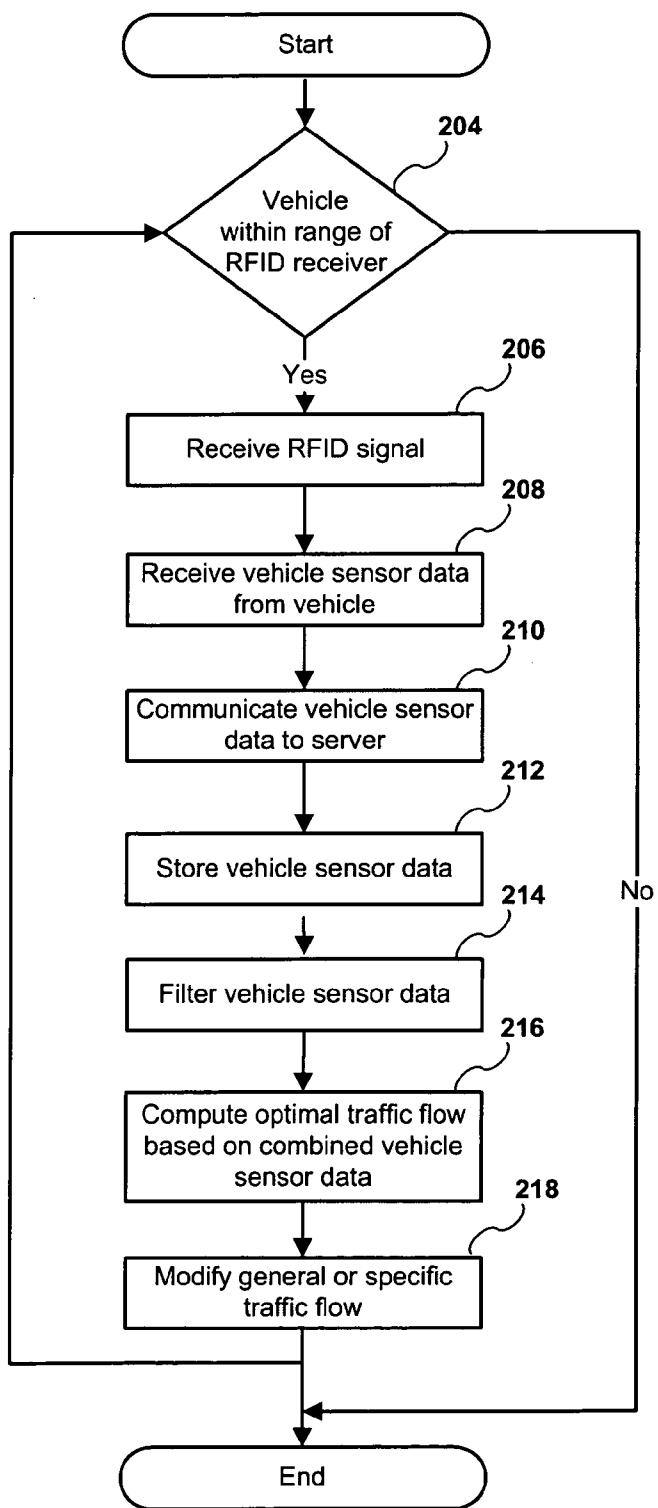 Start
204
Vehicle
within range of
RFID receiver
Yes
206
Receive RFID signal
208
Receive vehicle sensor data
from vehicle
210
Communicate vehicle sensor
data to server
212
Store vehicle sensor data
No
214
Filter vehicle sensor data
216
Compute optimal traffic flow
based on combined vehicle
sensor data
218
Modify general or specific
traffic flow
End